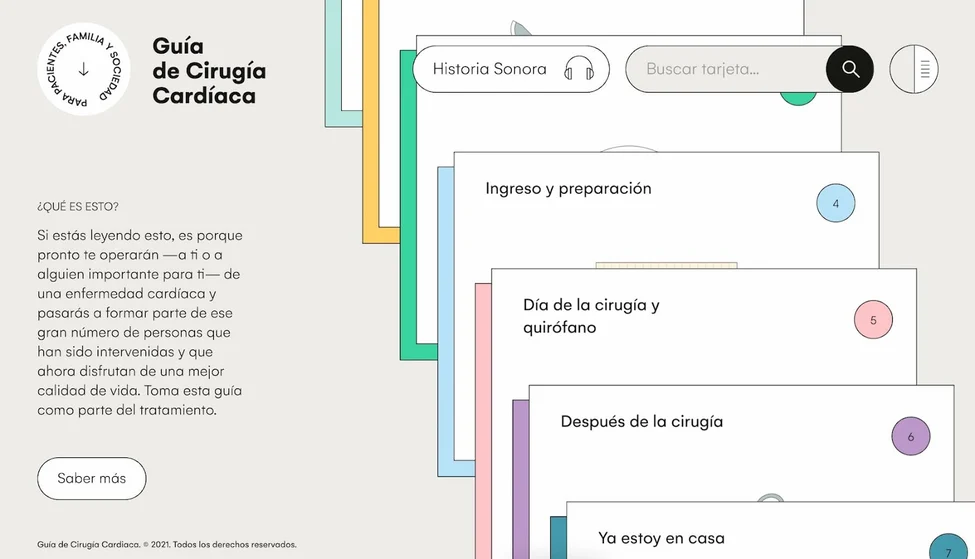 PARA PACIENTES, FAMILIA Y SOCIEDAD
Guía
de Cirugía
Cardíaca
Historia Sonora
Buscar tarjeta...
¿QUÉ ES ESTO?
Si estás leyendo esto, es porque
pronto te operarán —a ti o a
alguien importante para ti— de
una enfermedad cardíaca y
pasarás a formar parte de ese
gran número de personas que
han sido intervenidas y que
ahora disfrutan de una mejor
calidad de vida. Toma esta guía
como parte del tratamiento.
Saber más
Guía de Cirugía Cardiaca. © 2021. Todos los derechos reservados.
Ingreso y preparación
4
Día de la cirugía y
quirófano
5
Después de la cirugía
6
Ya estoy en casa
7